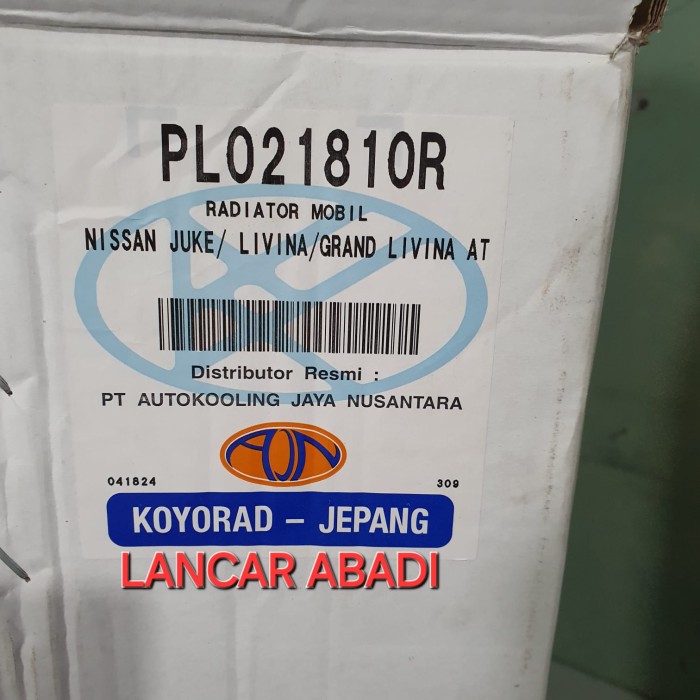 PL021810R
RADIATOR MOBIL
NISSAN JUKE/ LIVINA/GRAND LIVINA AT
Distributor Resmi :
PT AUTOKOOLING JAYA NUSANTARA
AJN
041824 309
KOYORAD – JEPANG
LANCAR ABADI